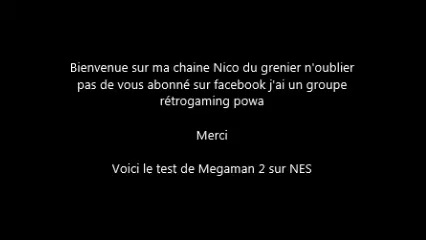 Bienvenue sur ma chaine Nico du grenier n'oublier
pas de vous abonné sur facebook j'ai un groupe
rétrogaming powa
Merci
Voici le test de Megaman 2 sur NES